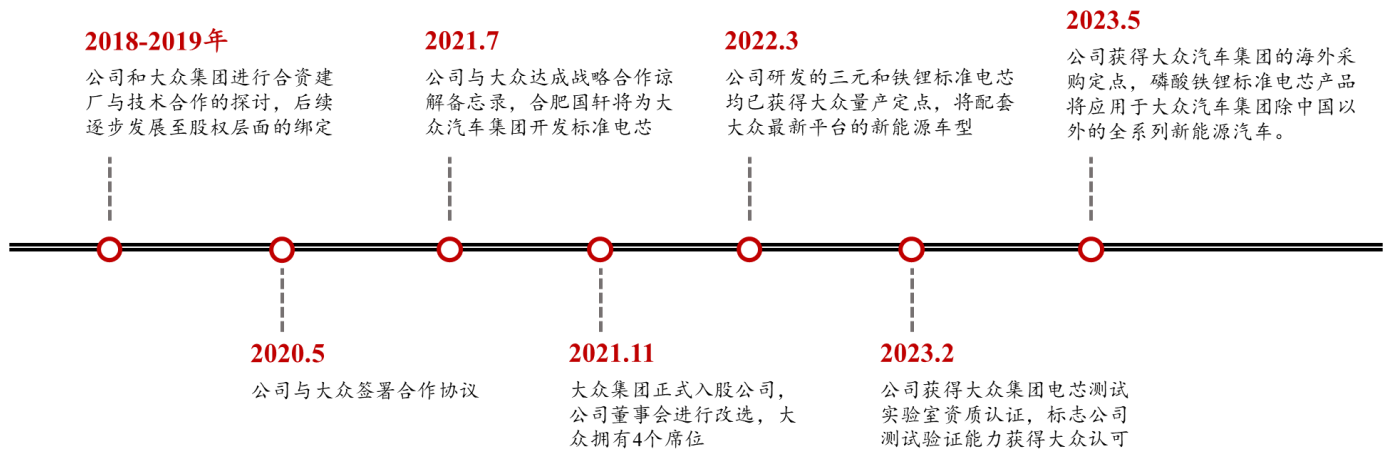 2018-2019年
公司和大众集团进行合资建
厂与技术合作的探讨，后续
逐步发展至股权层面的绑定
2020.5
公司与大众签署合作协议
2021.7
公司与大众达成战略合作谅
解备忘录，合肥国轩将为大
众汽车集团开发标准电芯
2021.11
大众集团正式入股公司，
公司董事会进行改选，大
众拥有4个席位
2022.3
公司研发的三元和铁锂标准电芯
均已获得大众量产定点，将配套
大众最新平台的新能源车型
2023.2
公司获得大众集团电芯测试
实验室资质认证，标志公司
测试验证能力获得大众认可
2023.5
公司获得大众汽车集团的海外采
购定点，磷酸铁锂标准电芯产品
将应用于大众汽车集团除中国以
外的全系列新能源汽车。